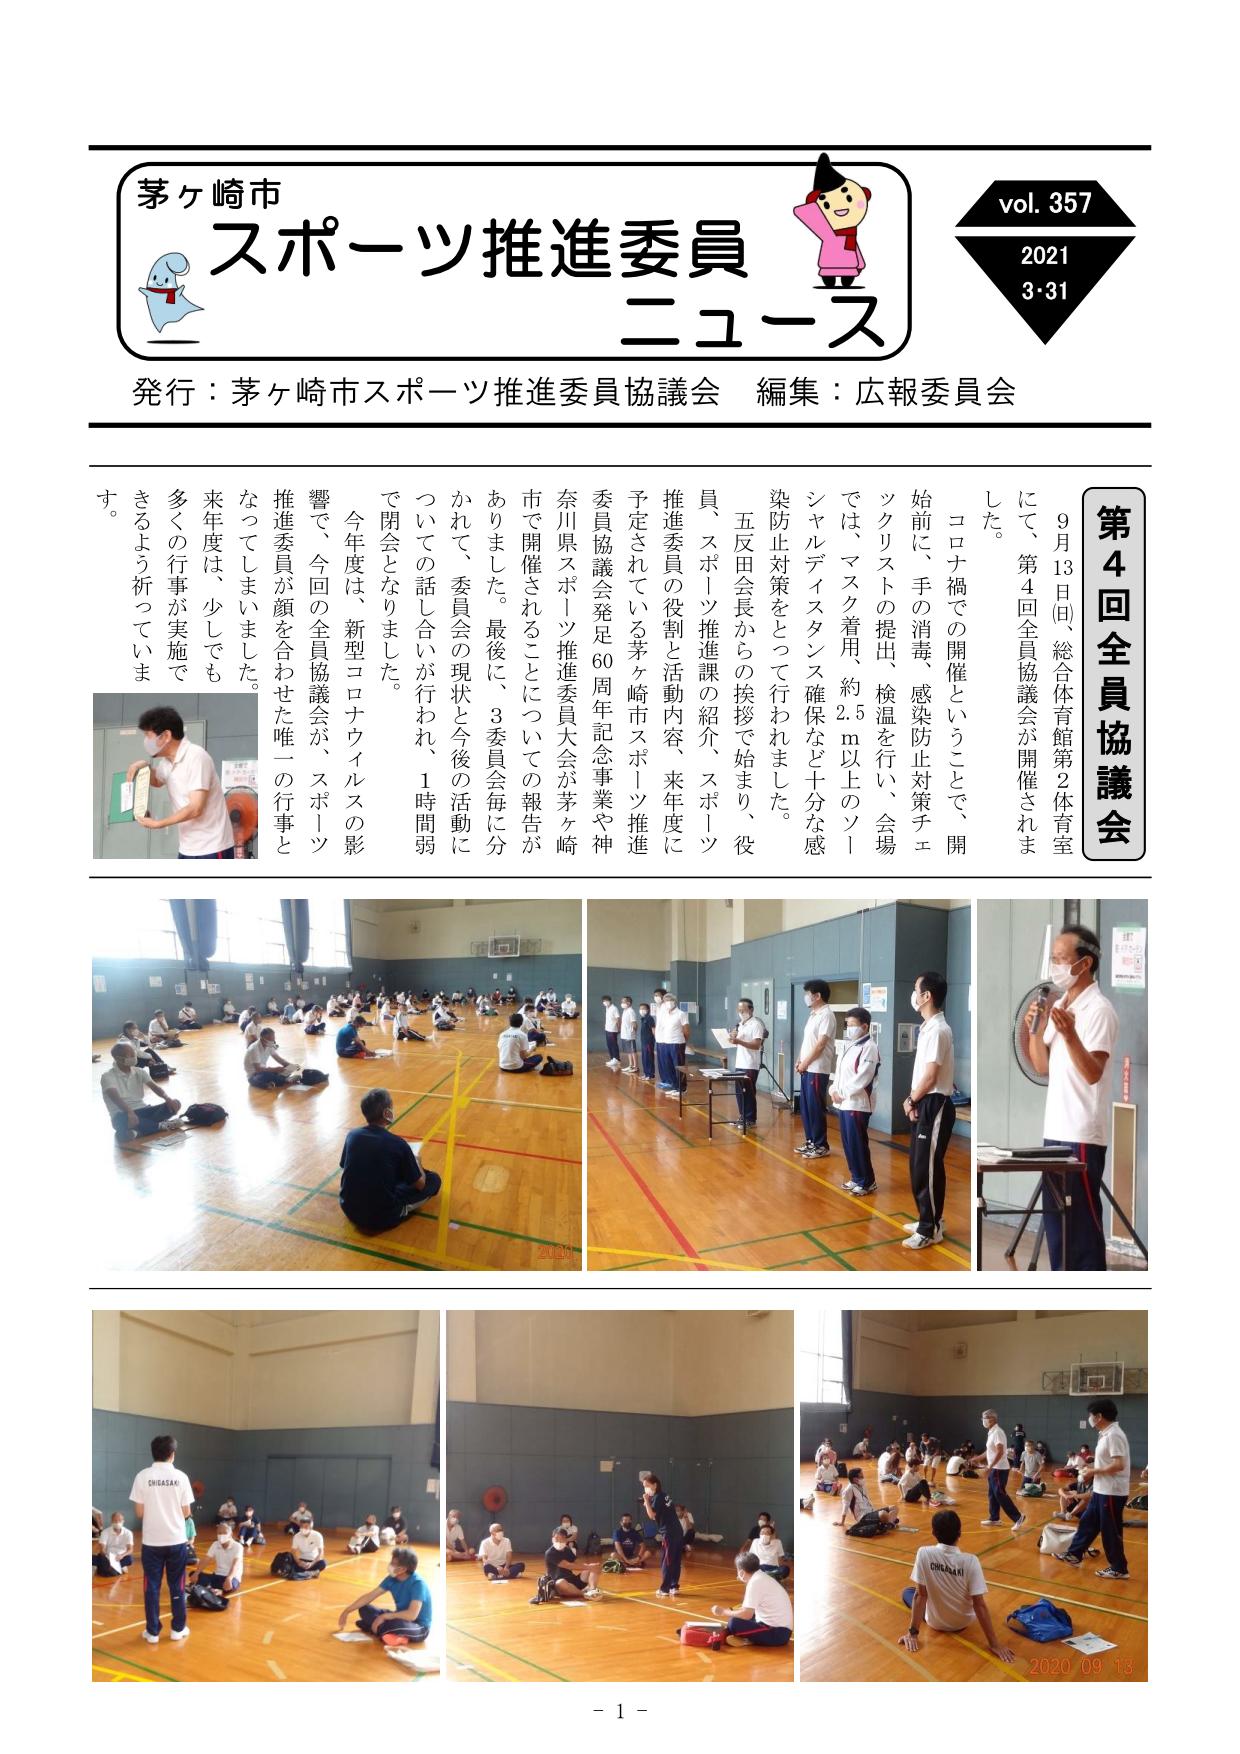 茅ヶ崎市
スポーツ推進委員
ニュース
vol. 357
2021
3・31
発行：茅ヶ崎市スポーツ推進委員協議会　編集：広報委員会
第４回全員協議会
９月13日㈰、総合体育館第２体育室
にて、第４回全員協議会が開催されま
した。
コロナ禍での開催ということで、開
始前に、手の消毒、感染防止対策チェ
ックリストの提出、検温を行い、会場
では、マスク着用、約2.5ｍ以上のソー
シャルディスタンス確保など十分な感
染防止対策をとって行われました。
五反田会長からの挨拶で始まり、役
員、スポーツ推進課の紹介、スポーツ
推進委員の役割と活動内容、来年度に
予定されている茅ヶ崎市スポーツ推進
委員協議会発足60周年記念事業や神
奈川県スポーツ推進委員大会が茅ヶ崎
市で開催されることについての報告が
ありました。最後に、３委員会毎に分
かれて、委員会の現状と今後の活動に
ついての話し合いが行われ、１時間弱
で閉会となりました。
今年度は、新型コロナウィルスの影
響で、今回の全員協議会が、スポーツ
推進委員が顔を合わせた唯一の行事と
なってしまいました。
来年度は、少しでも
多くの行事が実施で
きるよう祈っていま
す。
CHIGASAKI
2020
CHIGASAKI
CHIGASAKI
2020 09 13
- 1 -